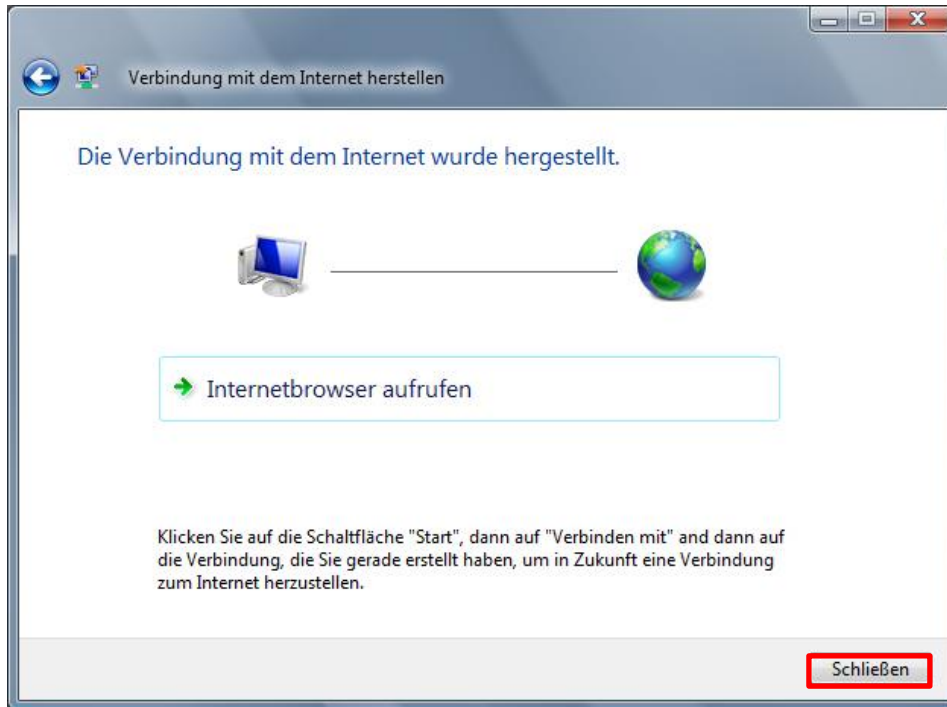 Verbindung mit dem Internet herstellen
Die Verbindung mit dem Internet wurde hergestellt.
Internetbrowser aufrufen
Klicken Sie auf die Schaltfläche "Start", dann auf "Verbinden mit" and dann auf
die Verbindung, die Sie gerade erstellt haben, um in Zukunft eine Verbindung
zum Internet herzustellen.
Schließen